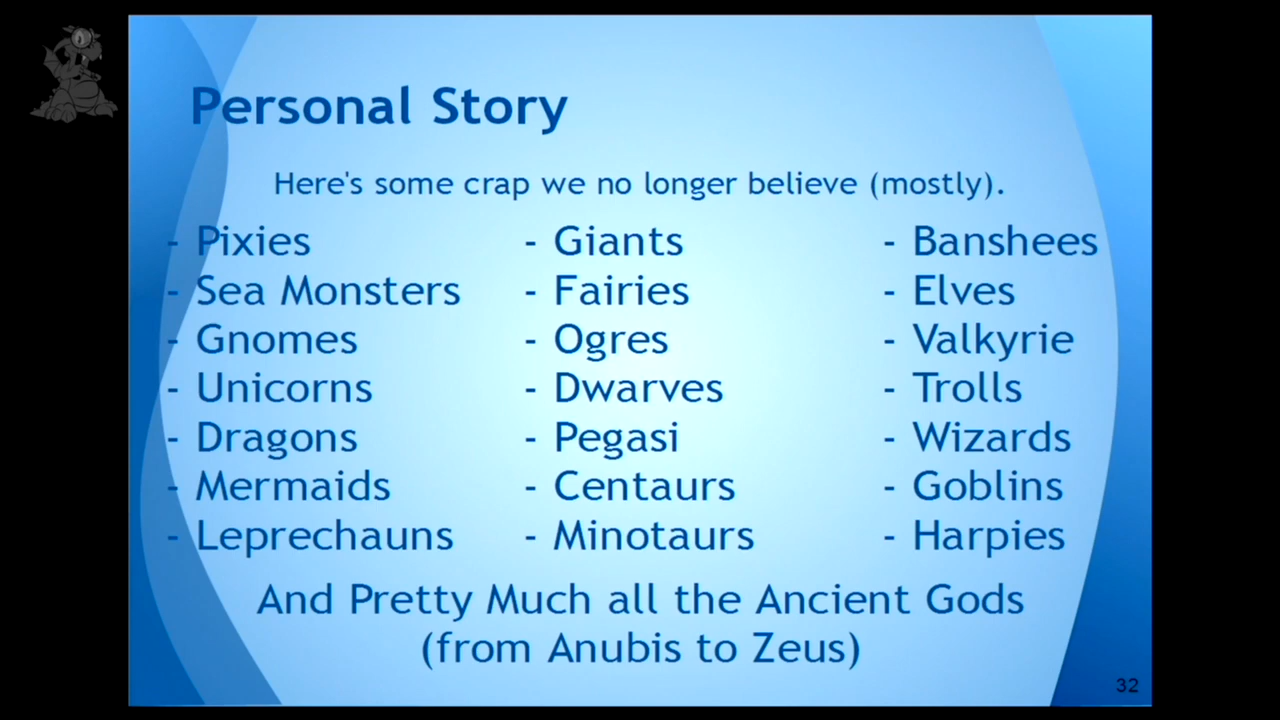 Personal Story
Here's some crap we no longer believe (mostly).
- Pixies
- Sea Monsters
- Gnomes
- Unicorns
- Dragons
- Mermaids
- Leprechauns
- Giants
- Fairies
- Ogres
- Dwarves
- Pegasi
- Centaurs
- Minotaurs
- Banshees
- Elves
- Valkyrie
- Trolls
- Wizards
- Goblins
- Harpies
And Pretty Much all the Ancient Gods
(from Anubis to Zeus)
32